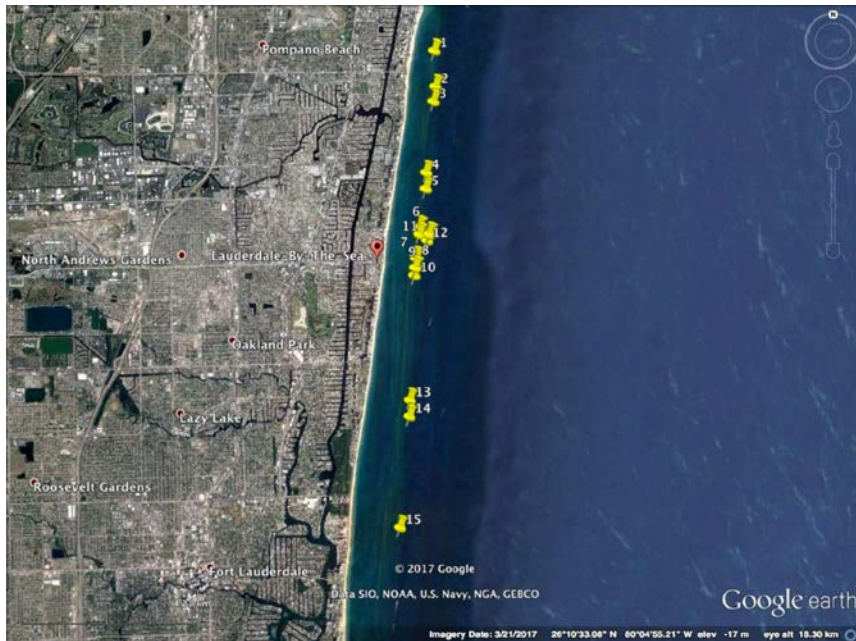 N
Pompano Beach
1
2
3
4
5
6
11
12
7
8
9
10
North Andrews Gardens
Lauderdale-By-The-Sea
Oakland Park
13
14
Lazy Lake
Roosevelt Gardens
15
Fort Lauderdale
© 2017 Google
Data SIO, NOAA, U.S. Navy, NGA, GEBCO
Google earth
Imagery Date: 3/21/2017 26°10'33.08" N 80°04'55.21" W elev -17 m eye alt 18.30 km